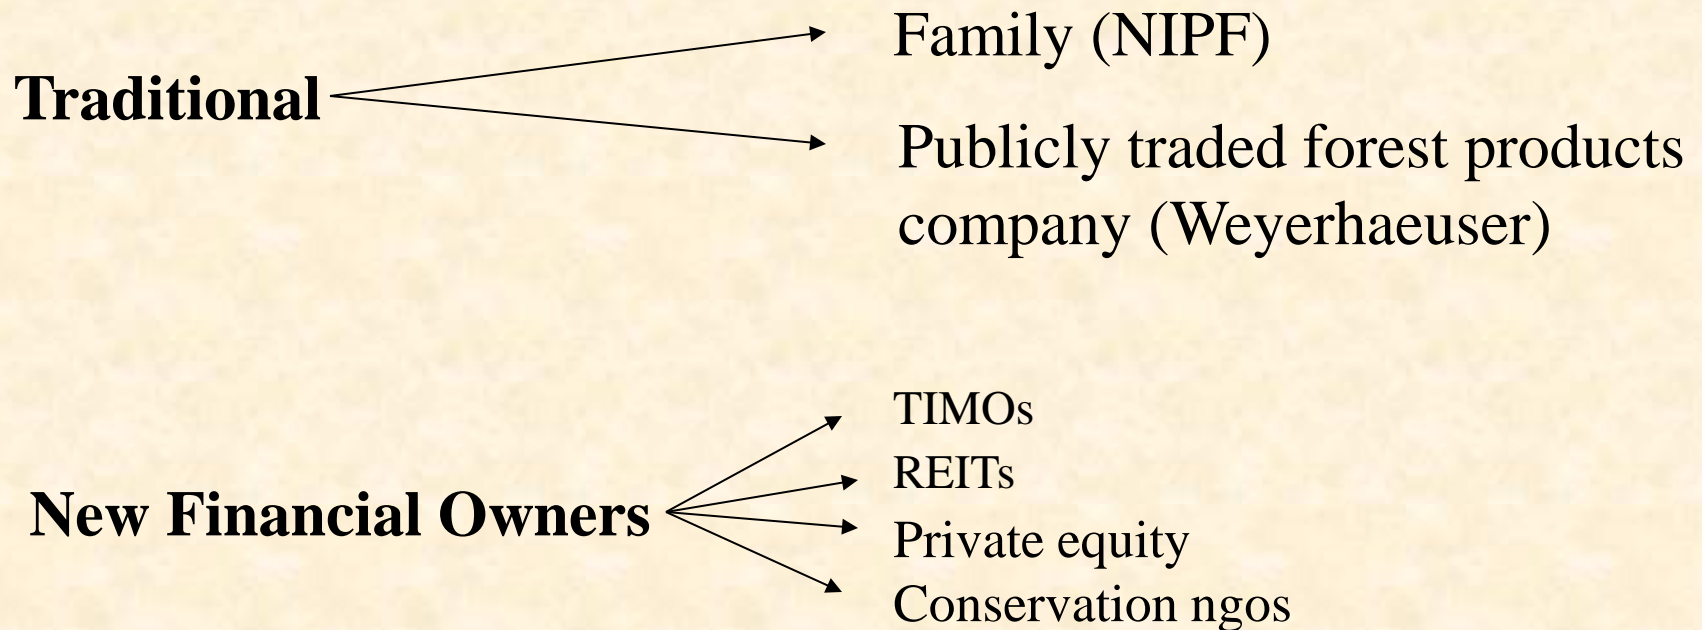 Traditional
Family (NIPF)
Publicly traded forest products
company (Weyerhaeuser)
New Financial Owners
TIMOs
REITs
Private equity
Conservation ngos